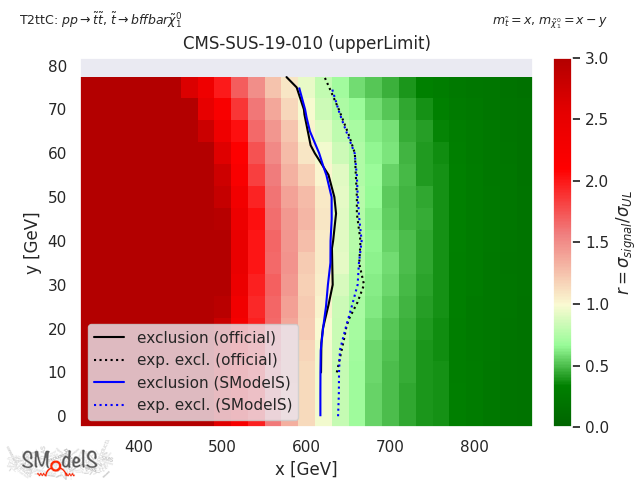 T2ttC: pp → t̃t̃, t̃ → bffbarχ̃₁⁰
m_t̃ = x, m_χ̃₁⁰ = x − y
CMS-SUS-19-010 (upperLimit)
y [GeV]
80
70
60
50
40
30
20
10
0
exclusion (official)
exp. excl. (official)
exclusion (SModelS)
exp. excl. (SModelS)
400 500 600 700 800
x [GeV]
3.0
2.5
2.0
1.5
1.0
0.5
0.0
r = σ_signal/σ_UL
SModelS